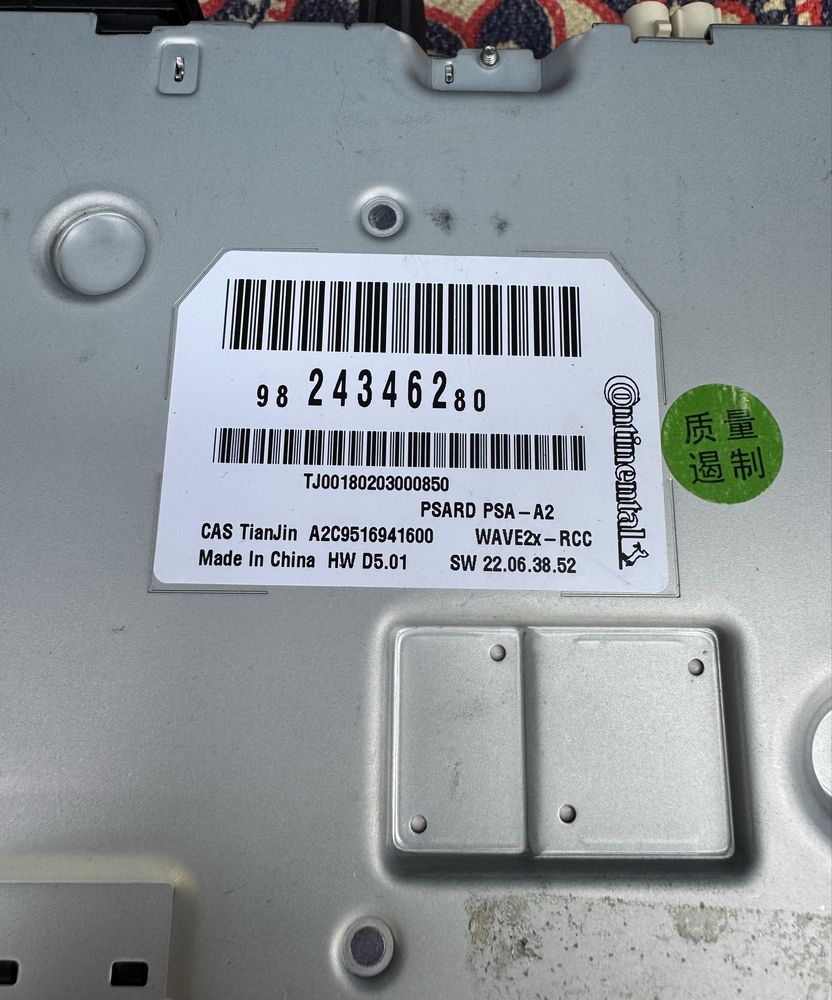 98 24346280
TJ00180203000850
PSARD PSA-A2
CAS TianJin A2C9516941600 WAVE2x-RCC
Made In China HW D5.01 SW 22.06.38.52
Continental
质量
遏制